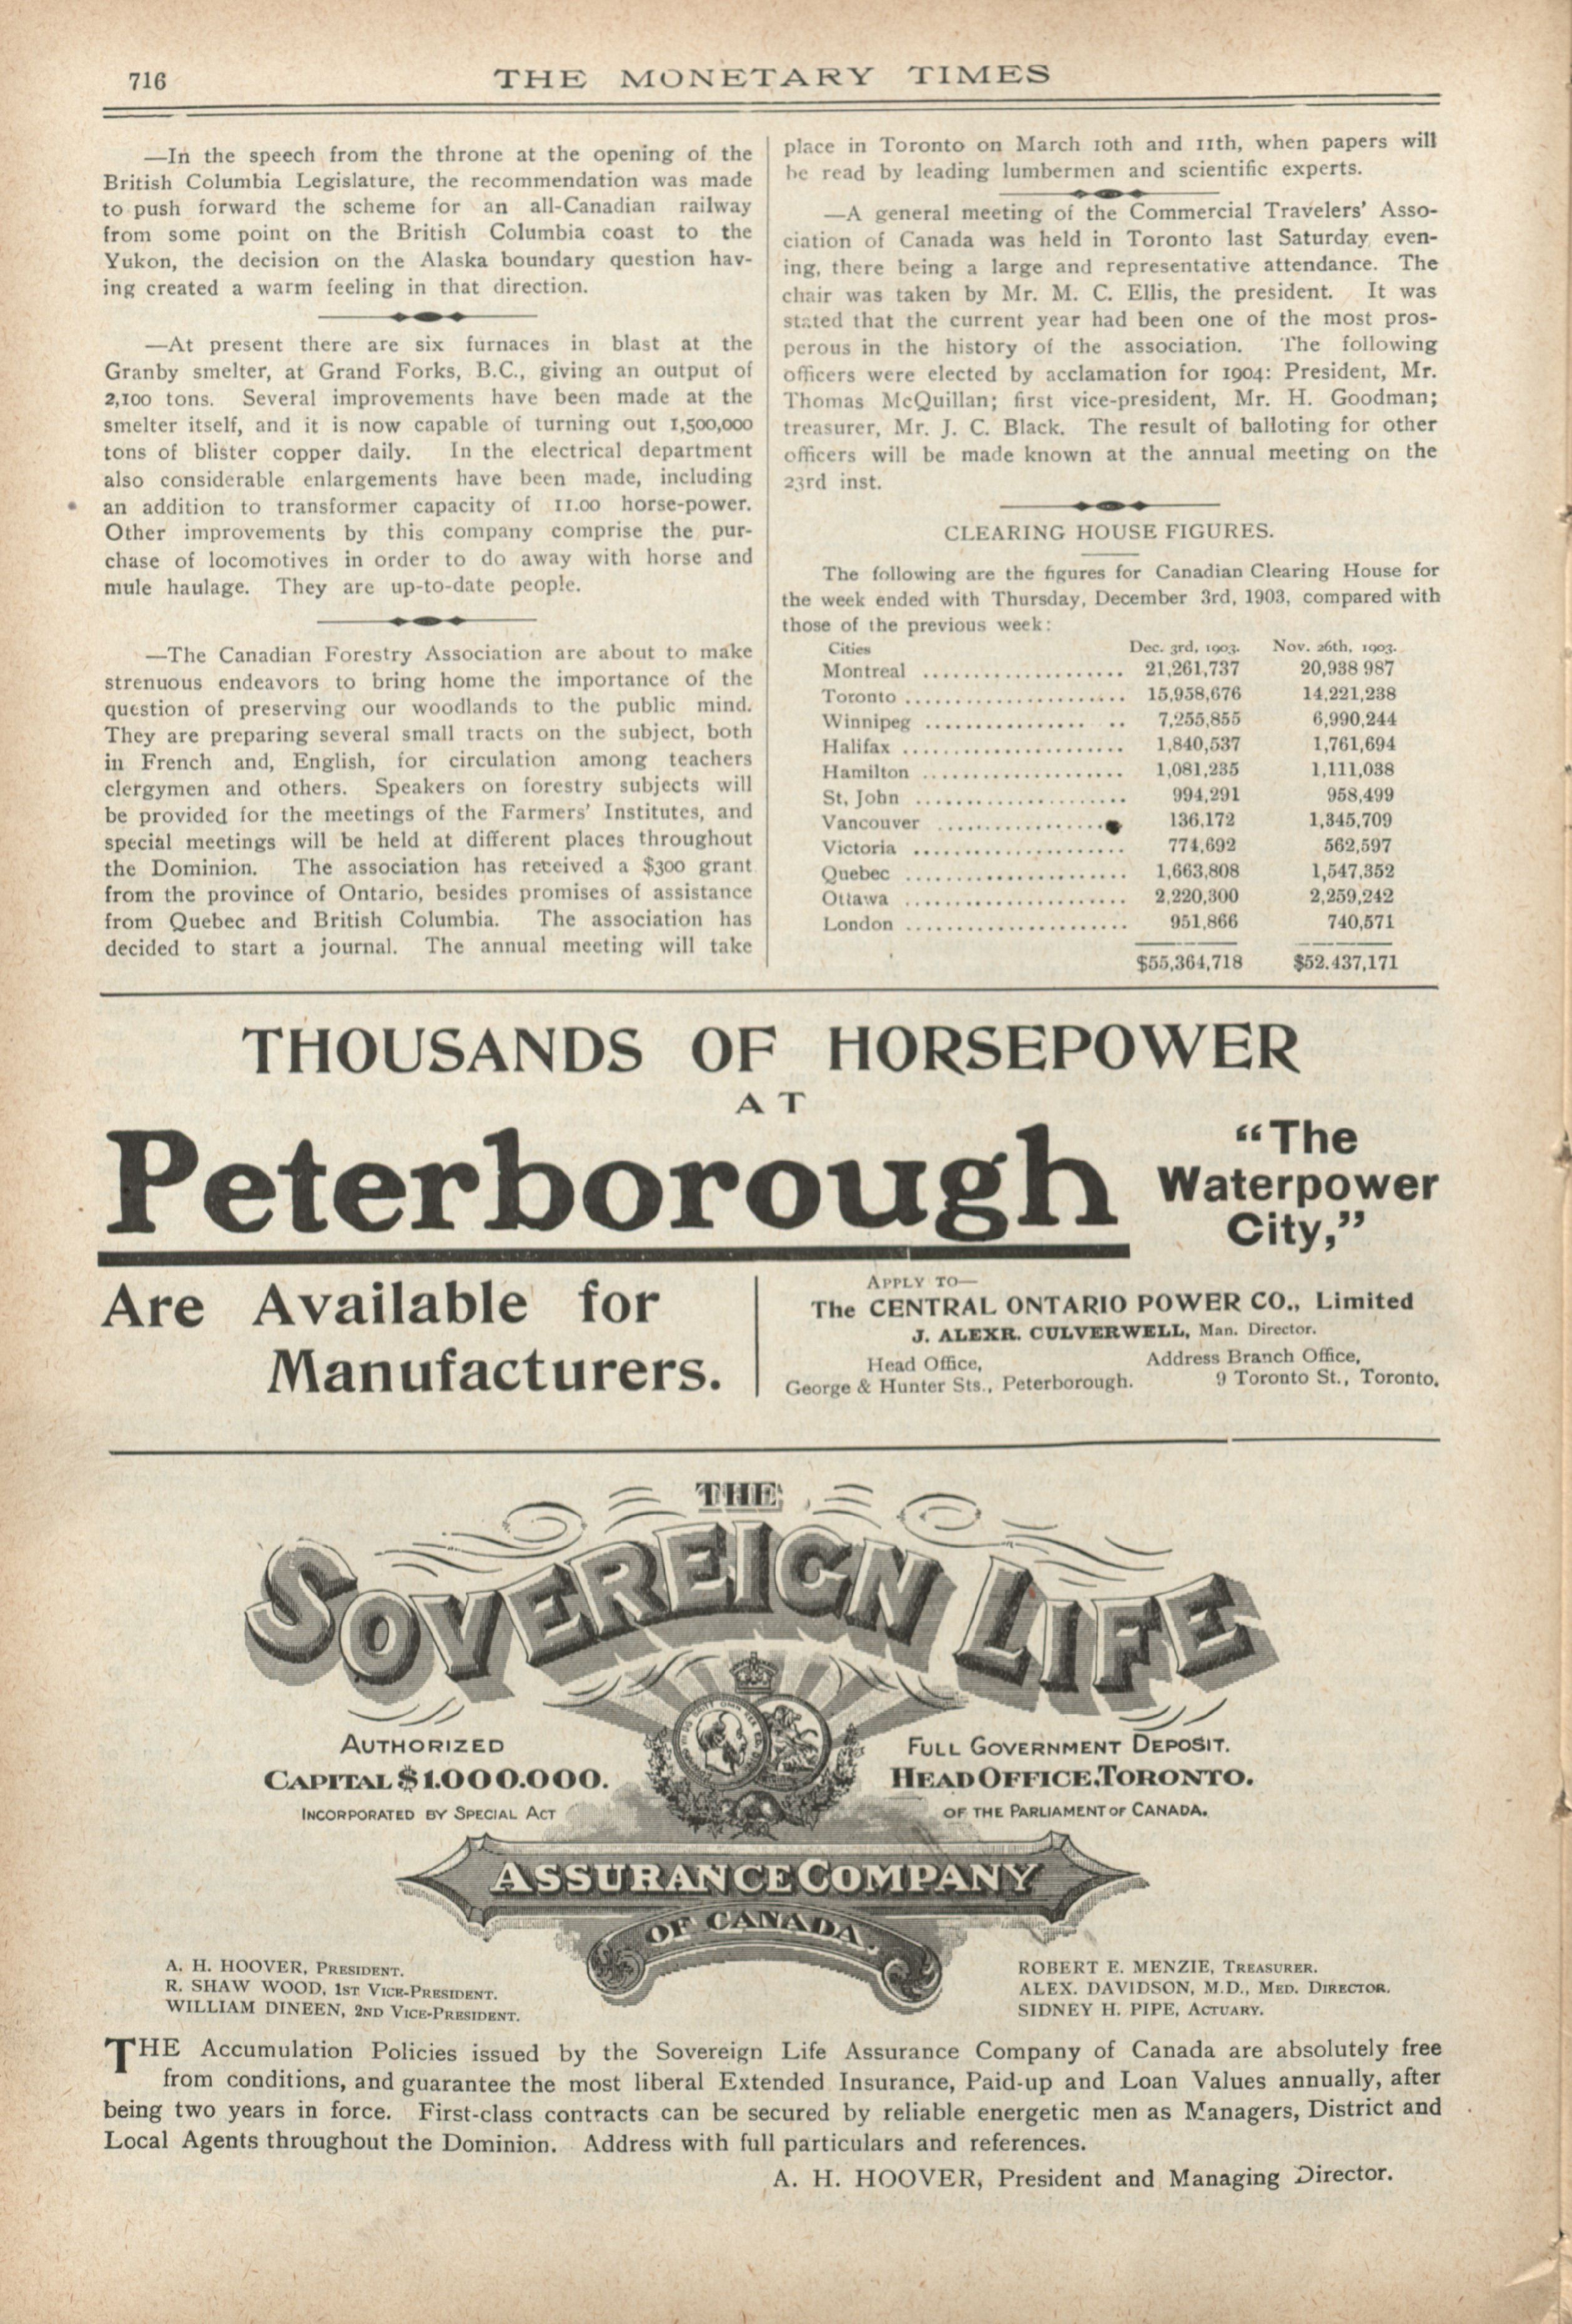 716
THE MONETARY TIMES
—In the speech from the throne at the opening of the
British Columbia Legislature, the recommendation was made
to push forward the scheme for an all-Canadian railway
from some point on the British Columbia coast to the
Yukon, the decision on the Alaska boundary question hav-
ing created a warm feeling in that direction.
—At present there are six furnaces in blast at the
Granby smelter, at Grand Forks, B.C., giving an output of
2,100 tons. Several improvements have been made at the
smelter itself, and it is now capable of turning out 1,500,000
tons of blister copper daily. In the electrical department
also considerable enlargements have been made, including
an addition to transformer capacity of 11.00 horse-power.
Other improvements by this company comprise the pur-
chase of locomotives in order to do away with horse and
mule haulage. They are up-to-date people.
—The Canadian Forestry Association are about to make
strenuous endeavors to bring home the importance of the
question of preserving our woodlands to the public mind.
They are preparing several small tracts on the subject, both
in French and, English, for circulation among teachers
clergymen and others. Speakers on forestry subjects will
be provided for the meetings of the Farmers' Institutes, and
special meetings will be held at different places throughout
the Dominion. The association has received a $300 grant
from the province of Ontario, besides promises of assistance
from Quebec and British Columbia. The association has
decided to start a journal. The annual meeting will take
place in Toronto on March 10th and 11th, when papers will
be read by leading lumbermen and scientific experts.
—A general meeting of the Commercial Travelers' Asso-
ciation of Canada was held in Toronto last Saturday even-
ing, there being a large and representative attendance. The
chair was taken by Mr. M. C. Ellis, the president. It was
stated that the current year had been one of the most pros-
perous in the history of the association. The following
officers were elected by acclamation for 1904: President, Mr.
Thomas McQuillan; first vice-president, Mr. H. Goodman;
treasurer, Mr. J. C. Black. The result of balloting for other
officers will be made known at the annual meeting on the
23rd inst.
CLEARING HOUSE FIGURES.
The following are the figures for Canadian Clearing House for
the week ended with Thursday, December 3rd, 1903, compared with
those of the previous week:
Cities Dec. 3rd, 1903. Nov. 26th, 1903.
Montreal .................... 21,261,737 20,938 987
Toronto ...................... 15,958,676 14,221,238
Winnipeg ................ .. 7,255,855 6,990,244
Halifax ...................... 1,840,537 1,761,694
Hamilton .................... 1,081,235 1,111,038
St. John ..................... 994,291 958,499
Vancouver ................. 136,172 1,345,709
Victoria ..................... 774,692 562,597
Quebec ...................... 1,663,808 1,547,352
Ottawa ...................... 2,220,300 2,259,242
London ...................... 951,866 740,571
$55,364,718 $52.437,171
THOUSANDS OF HORSEPOWER
AT
Peterborough
"The
Waterpower
City,"
Are Available for
Manufacturers.
APPLY TO—
The CENTRAL ONTARIO POWER CO., Limited
J. ALEXR. CULVERWELL, Man. Director.
Head Office,
George & Hunter Sts., Peterborough.
Address Branch Office,
9 Toronto St., Toronto.
THE
SOVEREIGN LIFE
AUTHORIZED
CAPITAL $1.000.000.
INCORPORATED BY SPECIAL ACT
FULL GOVERNMENT DEPOSIT.
HEAD OFFICE, TORONTO.
OF THE PARLIAMENT OF CANADA.
ASSURANCE COMPANY
OF CANADA.
A. H. HOOVER, PRESIDENT.
R. SHAW WOOD, 1ST VICE-PRESIDENT.
WILLIAM DINEEN, 2ND VICE-PRESIDENT.
ROBERT E. MENZIE, TREASURER.
ALEX. DAVIDSON, M.D., MED. DIRECTOR.
SIDNEY H. PIPE, ACTUARY.
THE Accumulation Policies issued by the Sovereign Life Assurance Company of Canada are absolutely free
from conditions, and guarantee the most liberal Extended Insurance, Paid-up and Loan Values annually, after
being two years in force. First-class contracts can be secured by reliable energetic men as Managers, District and
Local Agents throughout the Dominion. Address with full particulars and references.
A. H. HOOVER, President and Managing Director.